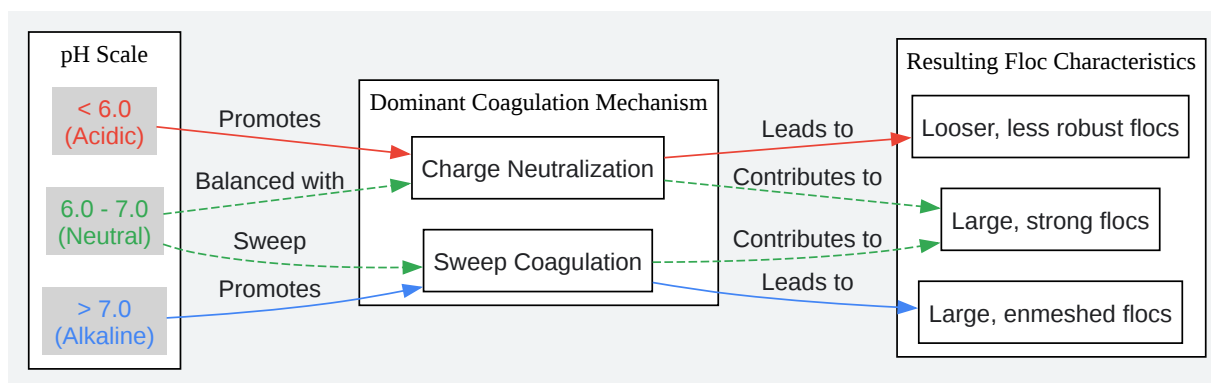 pH Scale
< 6.0
(Acidic)
6.0 - 7.0
(Neutral)
> 7.0
(Alkaline)
Promotes
Balanced with
Sweep
Promotes
Dominant Coagulation Mechanism
Charge Neutralization
Sweep Coagulation
Leads to
Contributes to
Contributes to
Leads to
Resulting Floc Characteristics
Looser, less robust flocs
Large, strong flocs
Large, enmeshed flocs